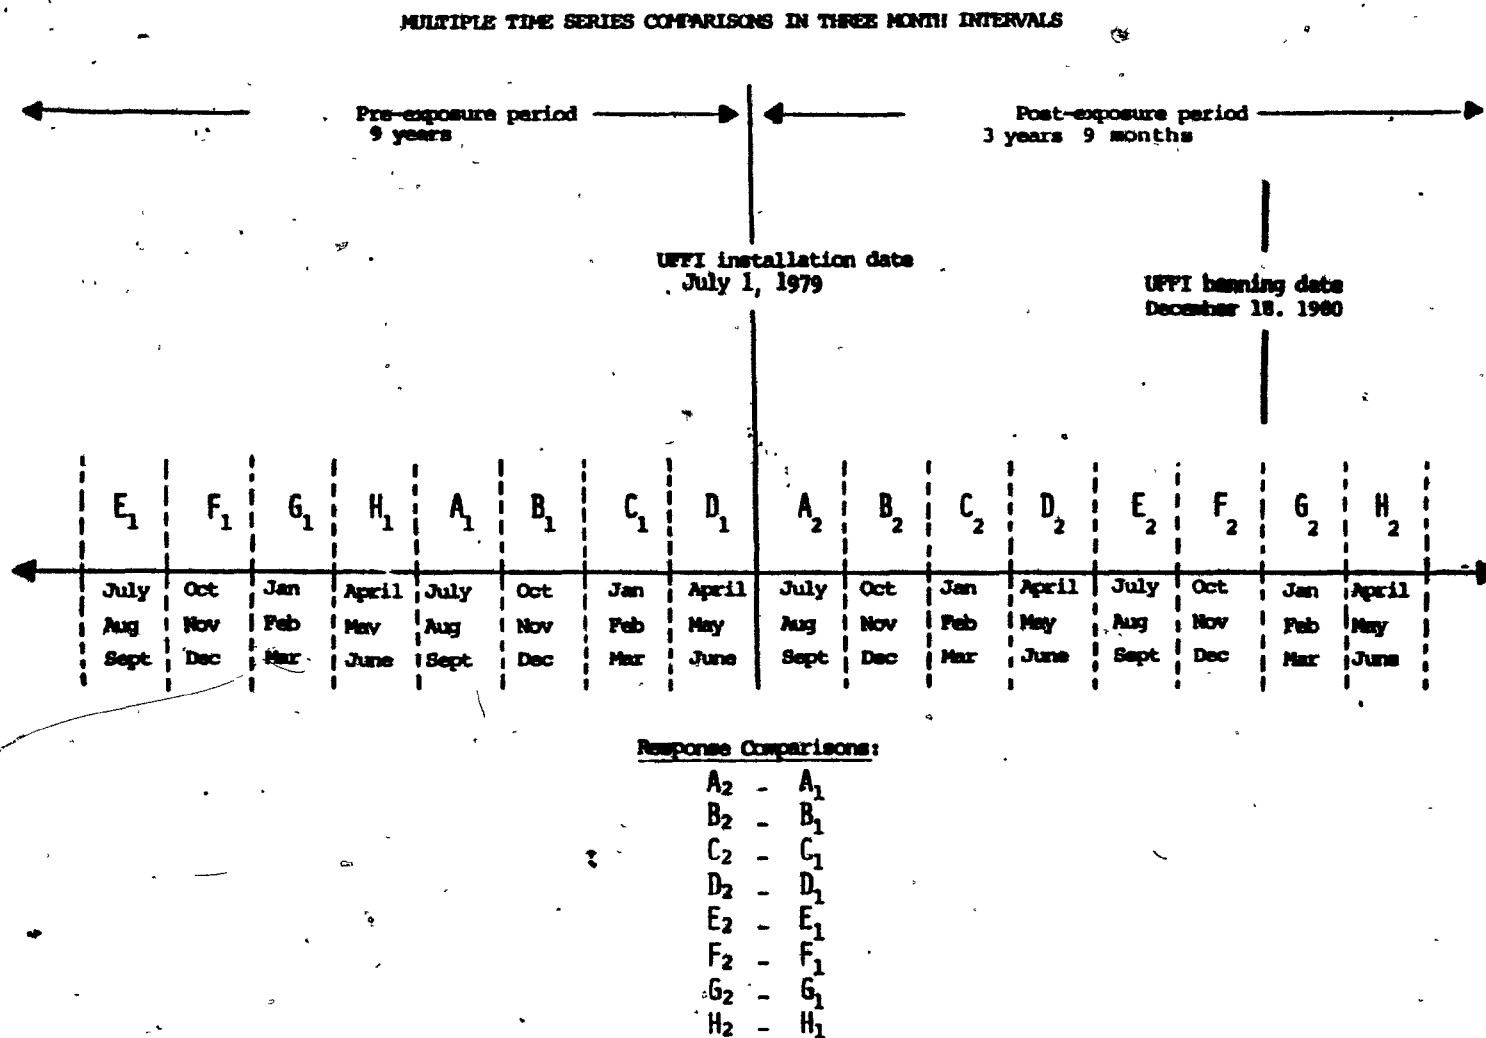 MULTIPLE TIME SERIES COMPARISONS IN THREE MONTH INTERVALS
Pre-exposure period
9 years
Post-exposure period
3 years 9 months
UFFI installation date
July 1, 1979
UFFI banning date
December 18. 1980
E1 F1 G1 H1 A1 B1 C1 D1 A2 B2 C2 D2 E2 F2 G2 H2
July Oct Jan April July Oct Jan April July Oct Jan April July Oct Jan April
Aug Nov Feb May Aug Nov Feb May Aug Nov Feb May Aug Nov Feb May
Sept Dec Mar June Sept Dec Mar June Sept Dec Mar June Sept Dec Mar June
Response Comparisons:
A2 - A1
B2 - B1
C2 - C1
D2 - D1
E2 - E1
F2 - F1
G2 - G1
H2 - H1